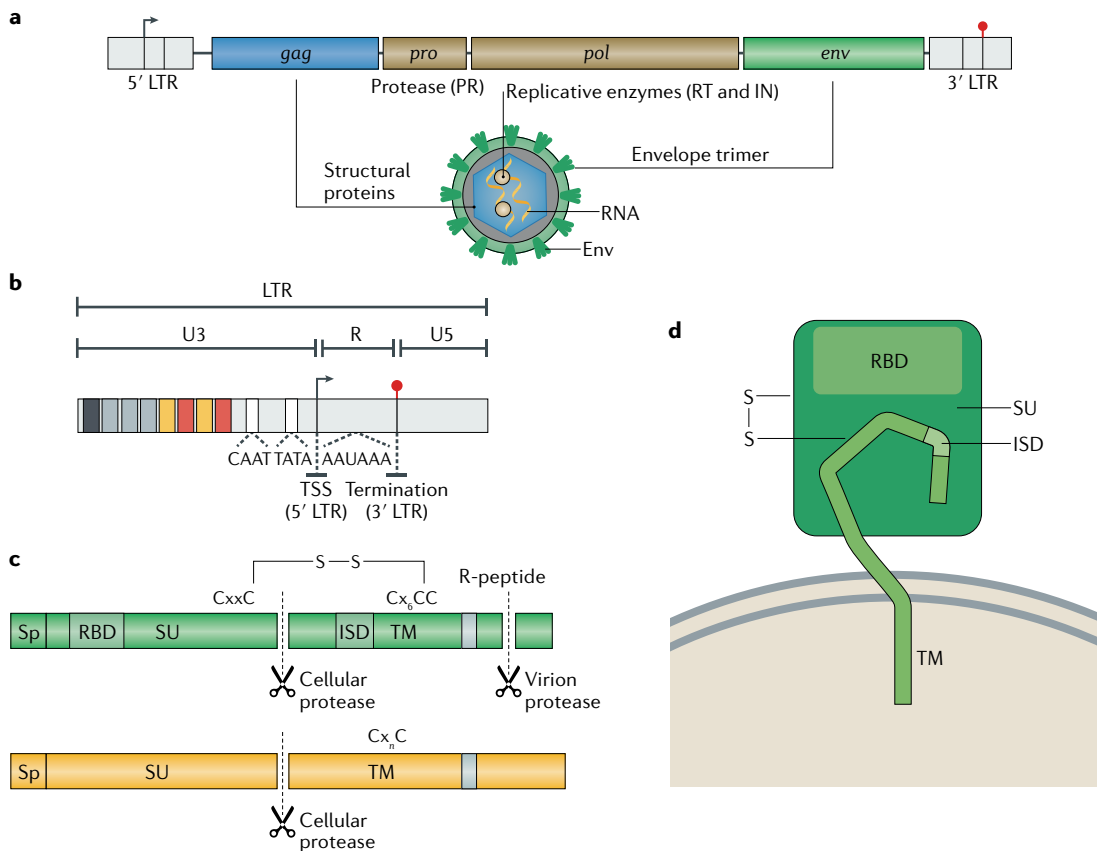 a
gag
pro
pol
env
5′ LTR
Protease (PR)
Replicative enzymes (RT and IN)
3′ LTR
Structural
proteins
Envelope trimer
RNA
Env
b
LTR
U3
R
U5
CAAT
TATA
AAUAAA
TSS
(5′ LTR)
Termination
(3′ LTR)
c
S
S
R-peptide
CxxC
Cx₆CC
Sp
RBD
SU
ISD
TM
Cellular
protease
Virion
protease
CxₙC
Sp
SU
TM
Cellular
protease
d
RBD
S
S
SU
ISD
TM